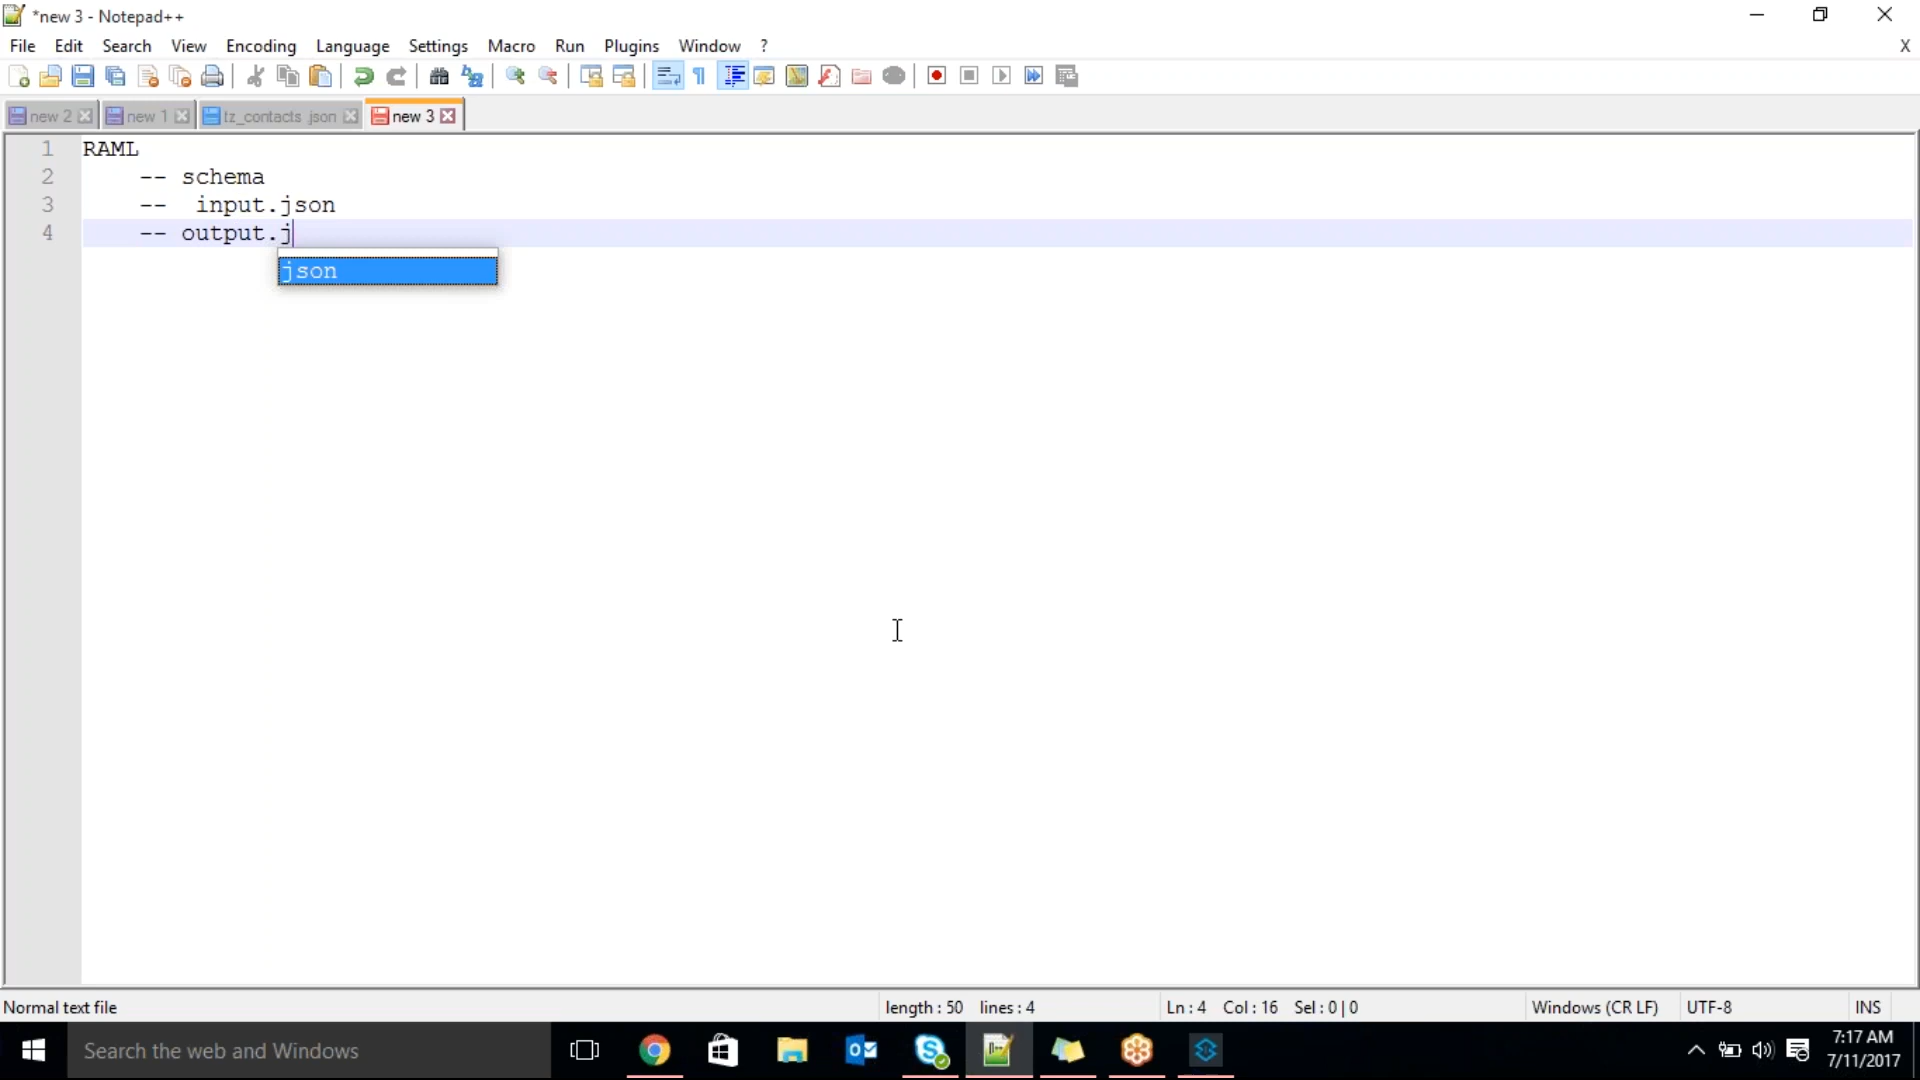 *new 3 - Notepad++
File Edit Search View Encoding Language Settings Macro Run Plugins Window ? X
new 2 new 1 tz_contacts .json new 3
1 RAML
2 -- schema
3 -- input.json
4 -- output.j
json
Normal text file length : 50 lines : 4 Ln : 4 Col : 16 Sel : 0 | 0 Windows (CR LF) UTF-8 INS
Search the web and Windows
7:17 AM
7/11/2017